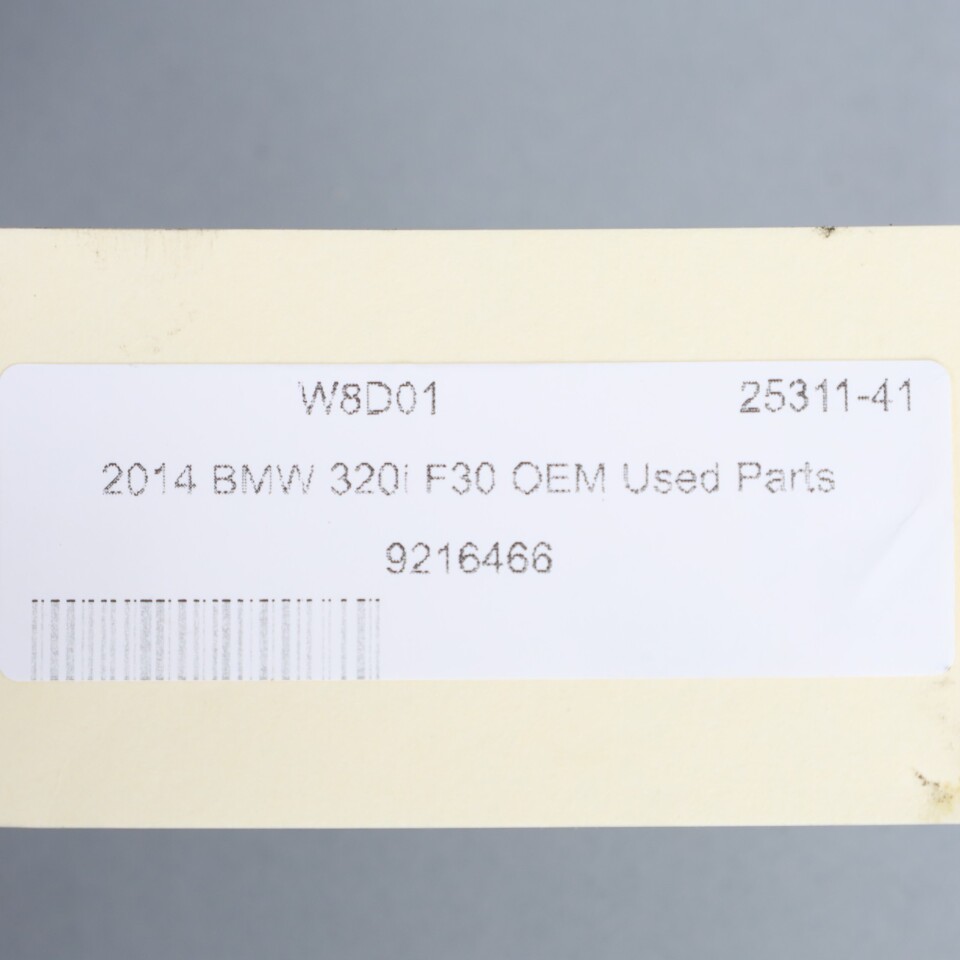 W8D01 25311-41
2014 BMW 320i F30 OEM Used Parts
9216466